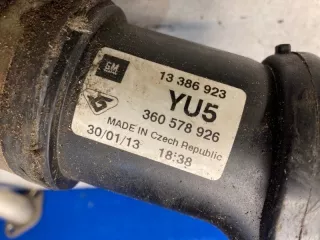 GM
13 386 923
YU5
360 578 926
MADE IN Czech Republic
30/01/13 18:38